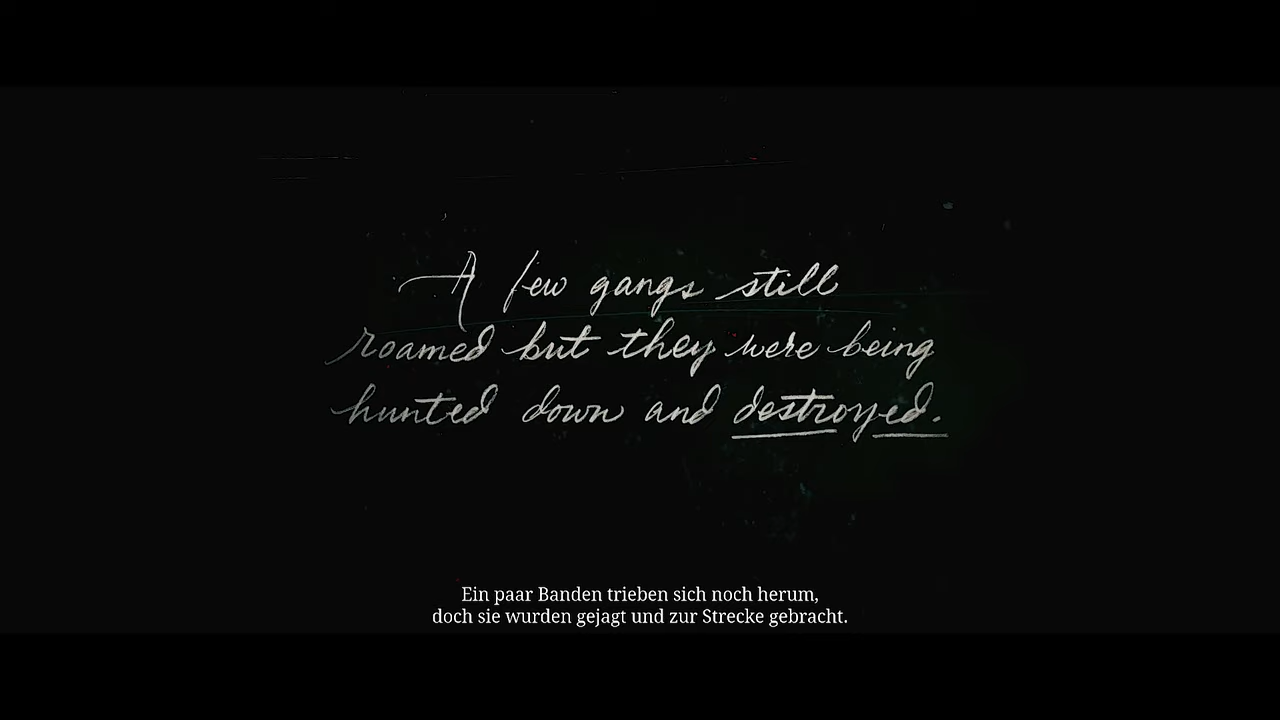 A few gangs still
roamed but they were being
hunted down and destroyed.
Ein paar Banden trieben sich noch herum,
doch sie wurden gejagt und zur Strecke gebracht.